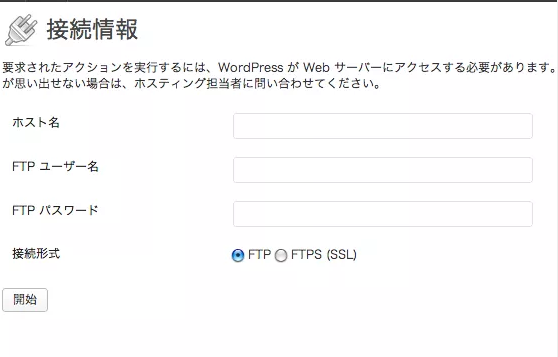 接続情報
要求されたアクションを実行するには、WordPress が Web サーバーにアクセスする必要があります。
が思い出せない場合は、ホスティング担当者に問い合わせてください。
ホスト名
FTP ユーザー名
FTP パスワード
接続形式 FTP FTPS (SSL)
開始